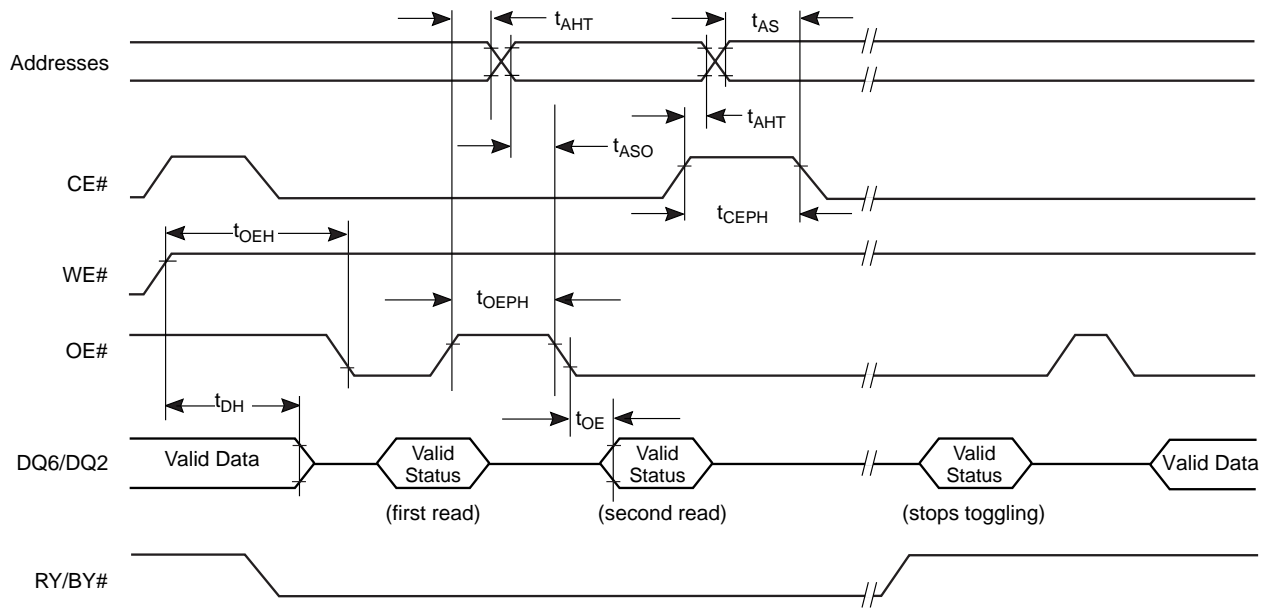 tAHT
tAS
Addresses
tAHT
tASO
CE#
tCEPH
tOEH
WE#
tOEPH
OE#
tDH
tOE
DQ6/DQ2
Valid Data
Valid
Status
Valid
Status
Valid
Status
Valid Data
(first read)
(second read)
(stops toggling)
RY/BY#